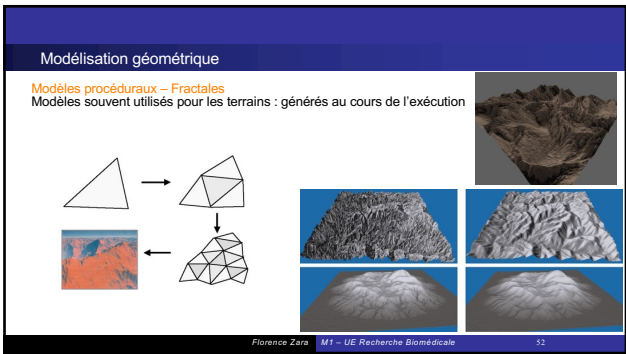 Modélisation géométrique
Modèles procéduraux – Fractales
Modèles souvent utilisés pour les terrains : générés au cours de l'exécution
Florence Zara M1 – UE Recherche Biomédicale 52